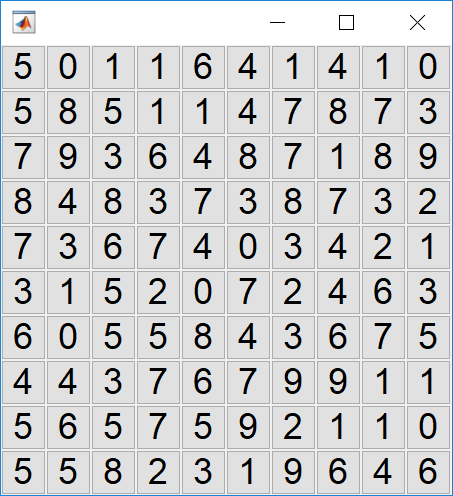 5 0 1 1 6 4 1 4 1 0
5 8 5 1 1 4 7 8 7 3
7 9 3 6 4 8 7 1 8 9
8 4 8 3 7 3 8 7 3 2
7 3 6 7 4 0 3 4 2 1
3 1 5 2 0 7 2 4 6 3
6 0 5 5 8 4 3 6 7 5
4 4 3 7 6 7 9 9 1 1
5 6 5 7 5 9 2 1 1 0
5 5 8 2 3 1 9 6 4 6